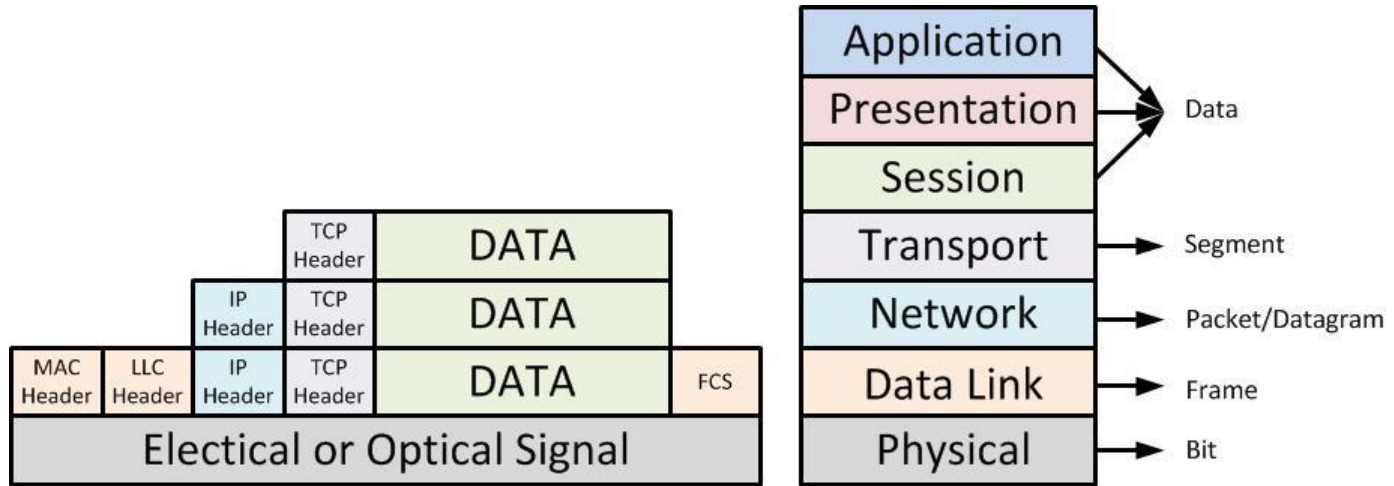 TCP
Header
DATA
IP
Header
TCP
Header
DATA
MAC
Header
LLC
Header
IP
Header
TCP
Header
DATA
FCS
Electical or Optical Signal
Application
Presentation
Session
Transport
Network
Data Link
Physical
Data
Segment
Packet/Datagram
Frame
Bit